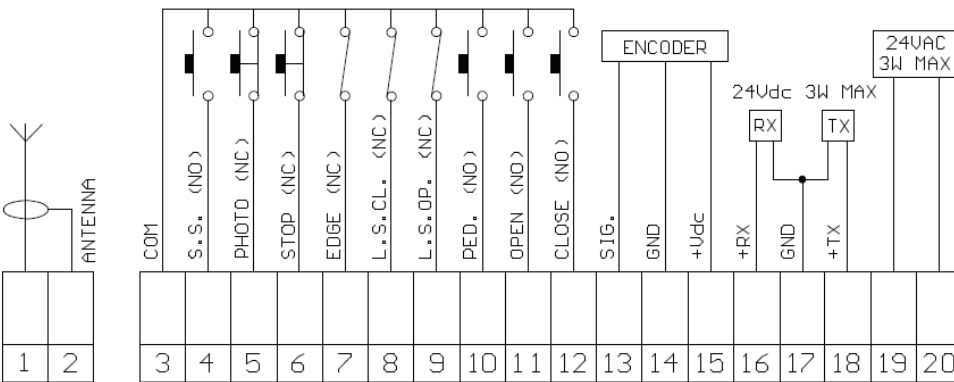 ENCODER
24VAC
3W MAX
24Vdc 3W MAX
RX
TX
ANTENNA
COM
S.S. (NO)
PHOTO (NC)
STOP (NC)
EDGE (NC)
L.S.CL. (NC)
L.S.OP. (NC)
PED. (NO)
OPEN (NO)
CLOSE (NO)
SIG.
GND
+Vdc
+RX
GND
+TX
1 2 3 4 5 6 7 8 9 10 11 12 13 14 15 16 17 18 19 20